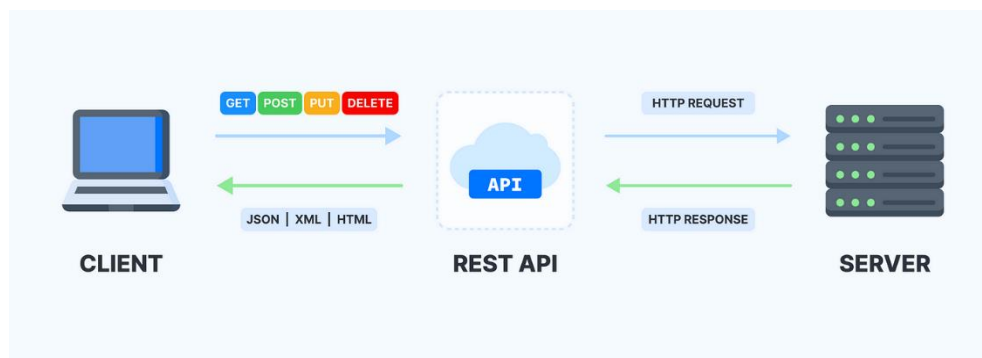 GET POST PUT DELETE
JSON | XML | HTML
API
HTTP REQUEST
HTTP RESPONSE
CLIENT
REST API
SERVER